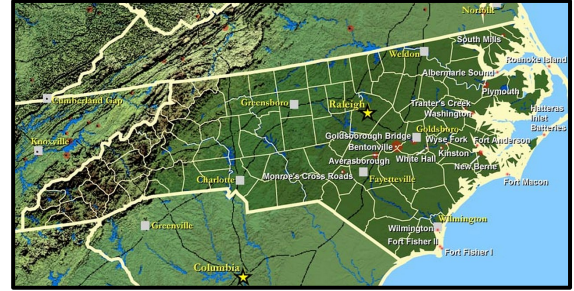 Norfolk
South Mills
Weldon
Roanoke Island
Albermarle Sound
Plymouth
Cumberland Gap
Greensboro
Raleigh
Tranter's Creek
Washington
Hatteras
Inlet
Batteries
Goldsborough Bridge
Goldsboro
Knoxville
Bentonville
Wyse Fork
Fort Anderson
Averasborough
White Hall
Kinston
New Berne
Charlotte
Monroe's Cross Roads
Fayetteville
Fort Macon
Greenville
Wilmington
Wilmington
Fort Fisher II
Fort Fisher I
Columbia